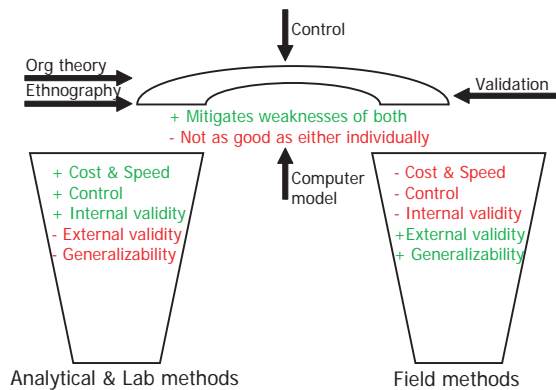 Control
Org theory
Ethnography
Validation
+ Mitigates weaknesses of both
- Not as good as either individually
Computer
model
+ Cost & Speed
+ Control
+ Internal validity
- External validity
- Generalizability
- Cost & Speed
- Control
- Internal validity
+External validity
+ Generalizability
Analytical & Lab methods
Field methods